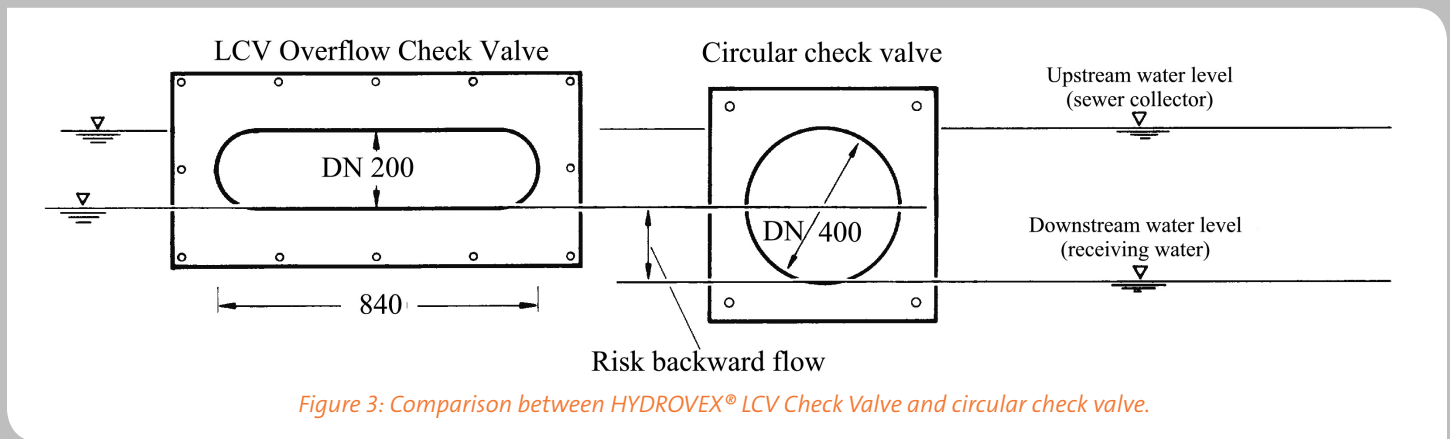 LCV Overflow Check Valve
Circular check valve
Upstream water level
(sewer collector)
DN 200
DN 400
Downstream water level
(receiving water)
840
Risk backward flow
Figure 3: Comparison between HYDROVEX® LCV Check Valve and circular check valve.